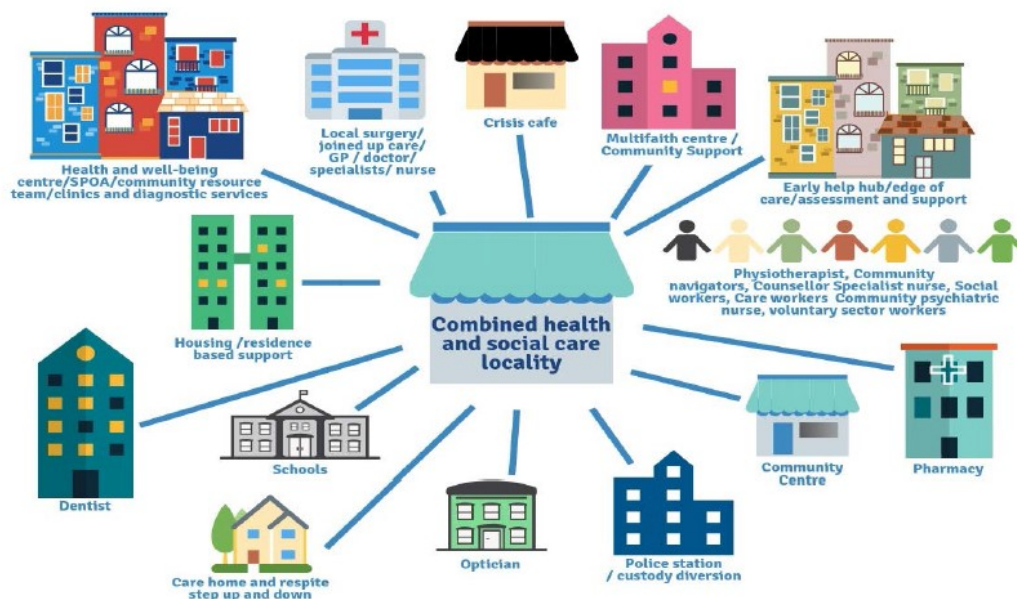 Health and well-being
centre/SPOA/community resource
team/clinics and diagnostic services
Local surgery/
joined up care/
GP / doctor/
specialists/ nurse
Crisis cafe
Multifaith centre /
Community Support
Early help hub/edge of
care/assessment and support
Physiotherapist, Community
navigators, Counsellor Specialist nurse, Social
workers, Care workers Community psychiatric
nurse, voluntary sector workers
Housing /residence
based support
Combined health
and social care
locality
Dentist
Schools
Care home and respite
step up and down
Optician
Police station
/ custody diversion
Community
Centre
Pharmacy